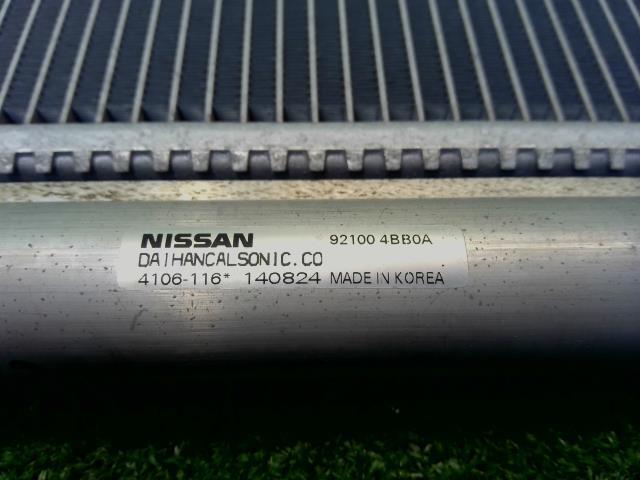 NISSAN 92100 4BB0A
DAIHANCALSONIC.CO
4106-116* 140824 MADE IN KOREA